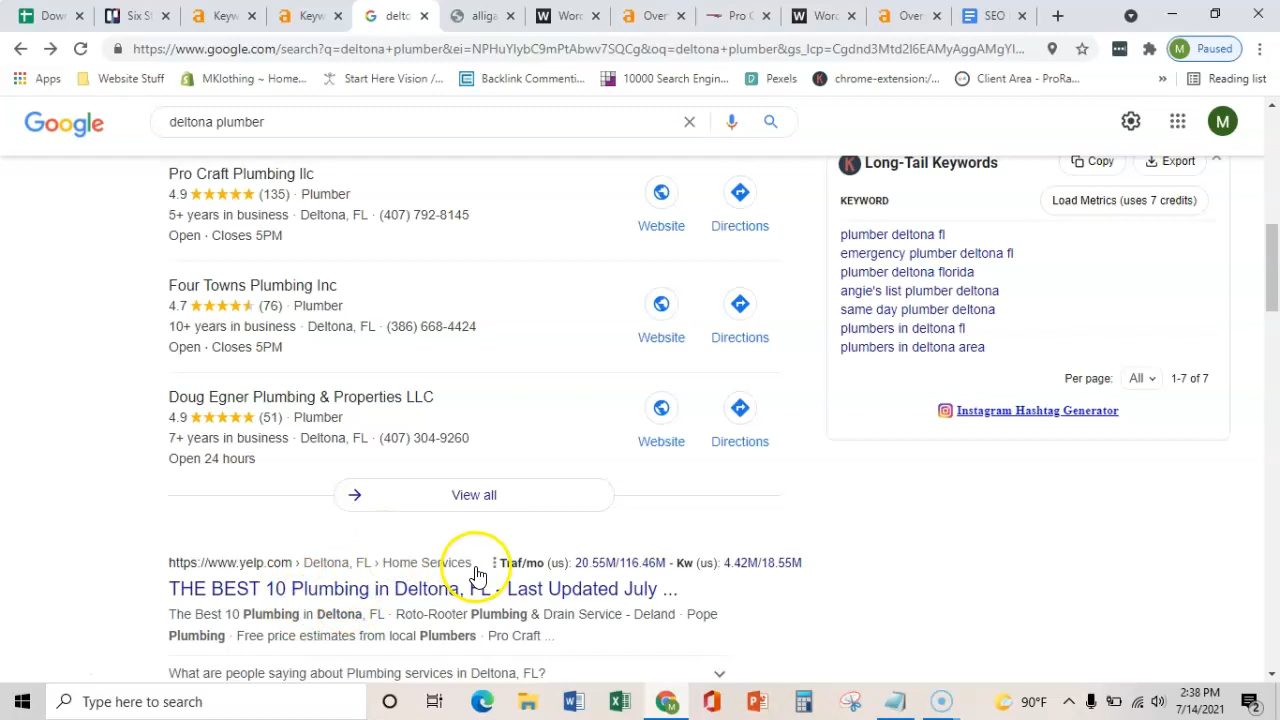 Dow
Six S
Keyw
Keyw
delto
alliga
Word
Over
Pro C
Word
Over
SEO
https://www.google.com/search?q=deltona+plumber&ei=NPHuYIybC9mPtAbwv7SQCg&oq=deltona+plumber&gs_lcp=Cgdnd3Mtd2l6EAMyAggAMgYI...
M Paused
Apps
Website Stuff
MKlothing ~ Home...
Start Here Vision /...
Backlink Commenti...
10000 Search Engin...
Pexels
chrome-extension:/...
Client Area - ProRa...
»
Reading list
Google
deltona plumber
M
Pro Craft Plumbing llc
4.9 (135) · Plumber
5+ years in business · Deltona, FL · (407) 792-8145
Open · Closes 5PM
Website
Directions
Four Towns Plumbing Inc
4.7 (76) · Plumber
10+ years in business · Deltona, FL · (386) 668-4424
Open · Closes 5PM
Website
Directions
Doug Egner Plumbing & Properties LLC
4.9 (51) · Plumber
7+ years in business · Deltona, FL · (407) 304-9260
Open 24 hours
Website
Directions
View all
https://www.yelp.com › Deltona, FL › Home Services
Traf/mo (us): 20.55M/116.46M - Kw (us): 4.42M/18.55M
THE BEST 10 Plumbing in Deltona, FL - Last Updated July ...
The Best 10 Plumbing in Deltona, FL · Roto-Rooter Plumbing & Drain Service - Deland · Pope
Plumbing · Free price estimates from local Plumbers · Pro Craft ...
What are people saying about Plumbing services in Deltona, FL?
K Long-Tail Keywords
Copy
Export
KEYWORD
Load Metrics (uses 7 credits)
plumber deltona fl
emergency plumber deltona fl
plumber deltona florida
angie's list plumber deltona
same day plumber deltona
plumbers in deltona fl
plumbers in deltona area
Per page: All 1-7 of 7
Instagram Hashtag Generator
Type here to search
90°F
2:38 PM
7/14/2021
2